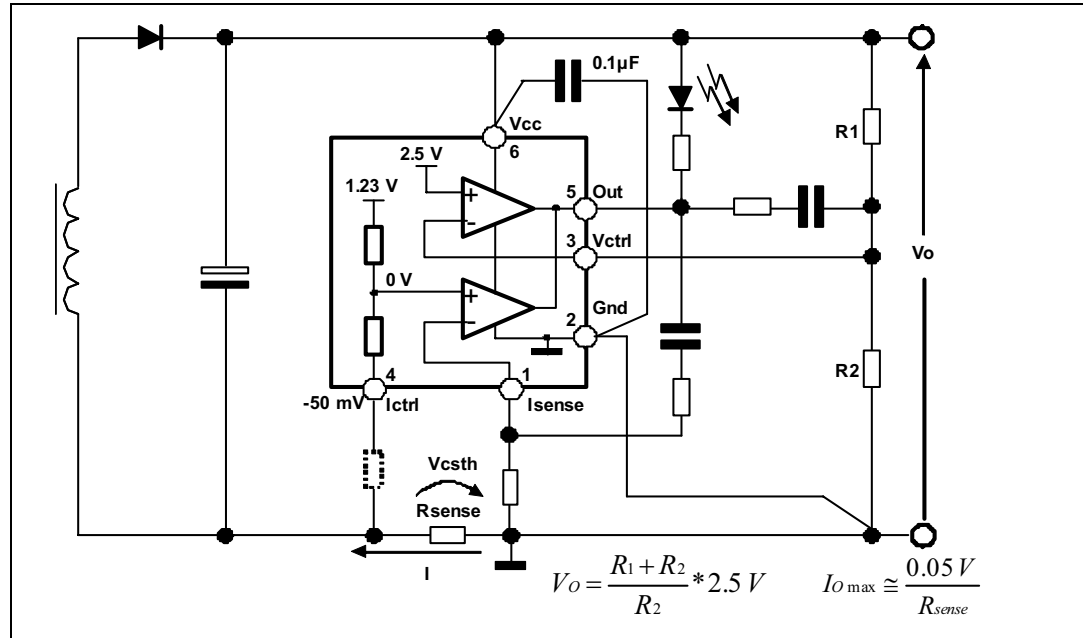 0.1µF
Vcc
6
2.5 V
1.23 V
R1
5 Out
3 Vctrl
Vo
0 V
Gnd
2
R2
4
1
-50 mV
Ictrl
Isense
Vcsth
Rsense
I
VO = (R1 + R2) / R2 * 2.5 V
IO max ≅ 0.05 V / Rsense